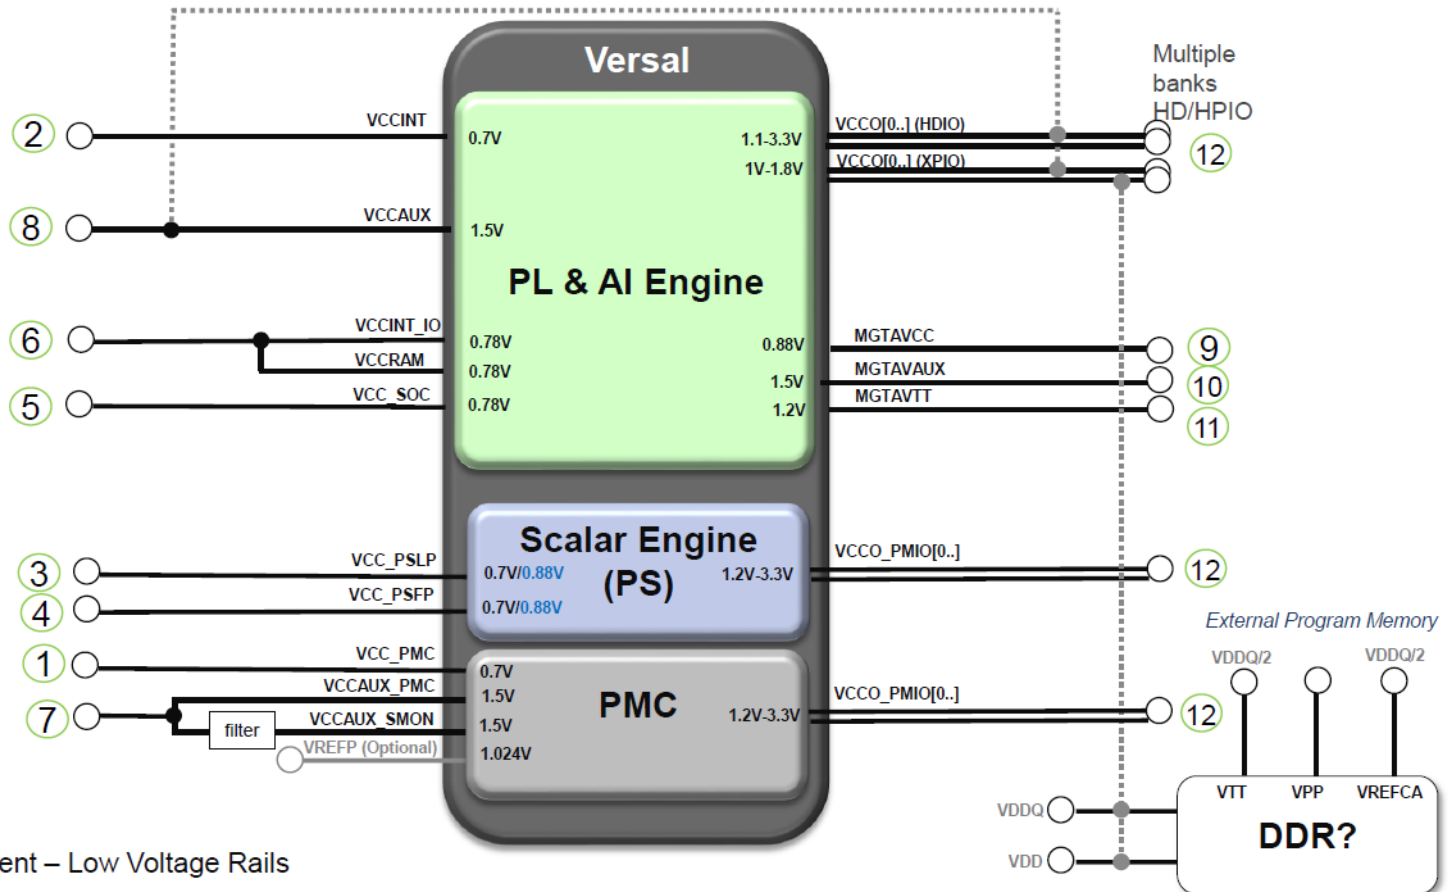 Versal
Multiple
banks
HD/HPIO
2
VCCINT
0.7V
1.1-3.3V
VCCO[0..] (HDIO)
12
1V-1.8V
VCCO[0..] (XPIO)
8
VCCAUX
1.5V
PL & AI Engine
6
VCCINT_IO
0.78V
0.88V
MGTAVCC
9
VCCRAM
0.78V
1.5V
MGTAVAUX
10
5
VCC_SOC
0.78V
1.2V
MGTAVTT
11
Scalar Engine
(PS)
3
VCC_PSLP
0.7V/0.88V
1.2V-3.3V
VCCO_PMIO[0..]
12
4
VCC_PSFP
0.7V/0.88V
1
VCC_PMC
0.7V
VCCAUX_PMC
1.5V
PMC
1.2V-3.3V
VCCO_PMIO[0..]
12
7
filter
VCCAUX_SMON
1.5V
VREFP (Optional)
1.024V
External Program Memory
VDDQ/2
VDDQ/2
VTT
VPP
VREFCA
VDDQ
DDR?
VDD
ent – Low Voltage Rails